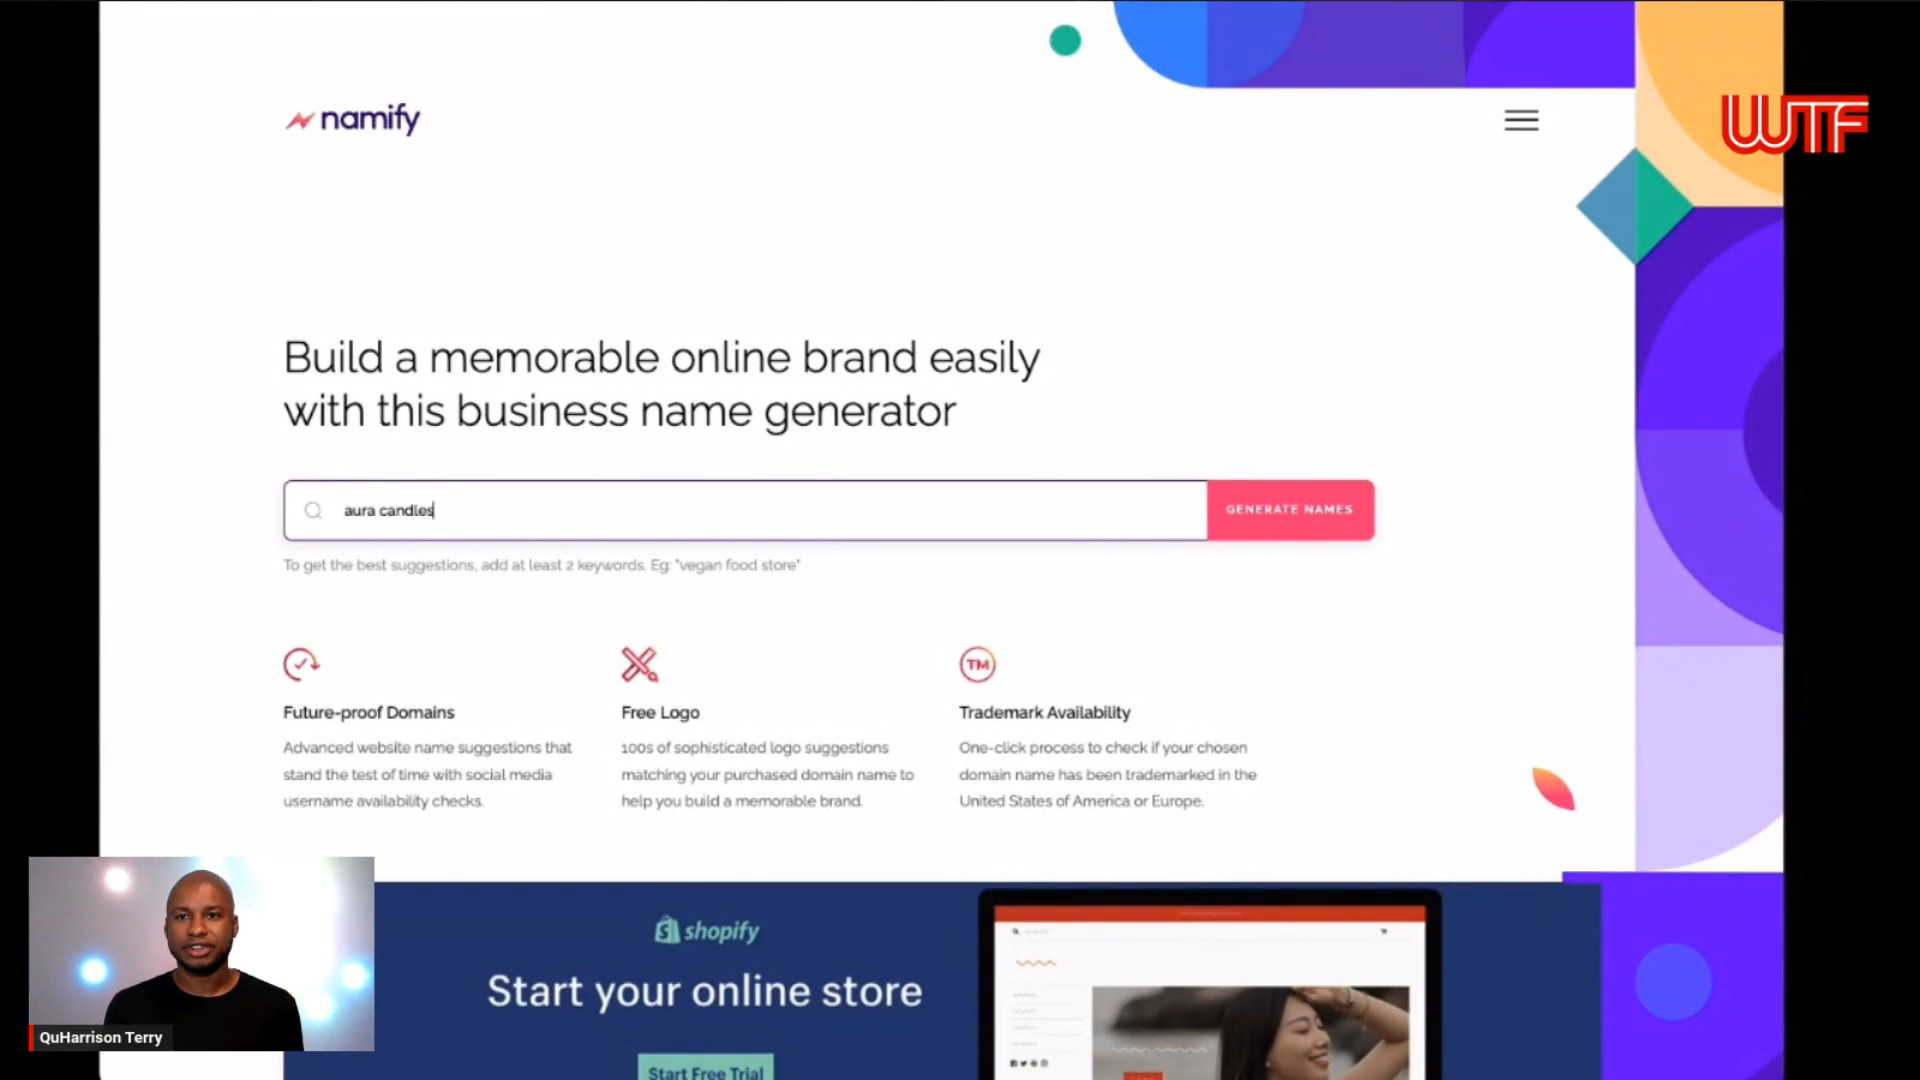 namify
WTF
Build a memorable online brand easily
with this business name generator
aura candles
GENERATE NAMES
To get the best suggestions, add at least 2 keywords. Eg: "vegan food store"
TM
Future-proof Domains
Free Logo
Trademark Availability
Advanced website name suggestions that
stand the test of time with social media
username availability checks.
100s of sophisticated logo suggestions
matching your purchased domain name to
help you build a memorable brand.
One-click process to check if your chosen
domain name has been trademarked in the
United States of America or Europe.
shopify
Start your online store
Start Free Trial
QuHarrison Terry